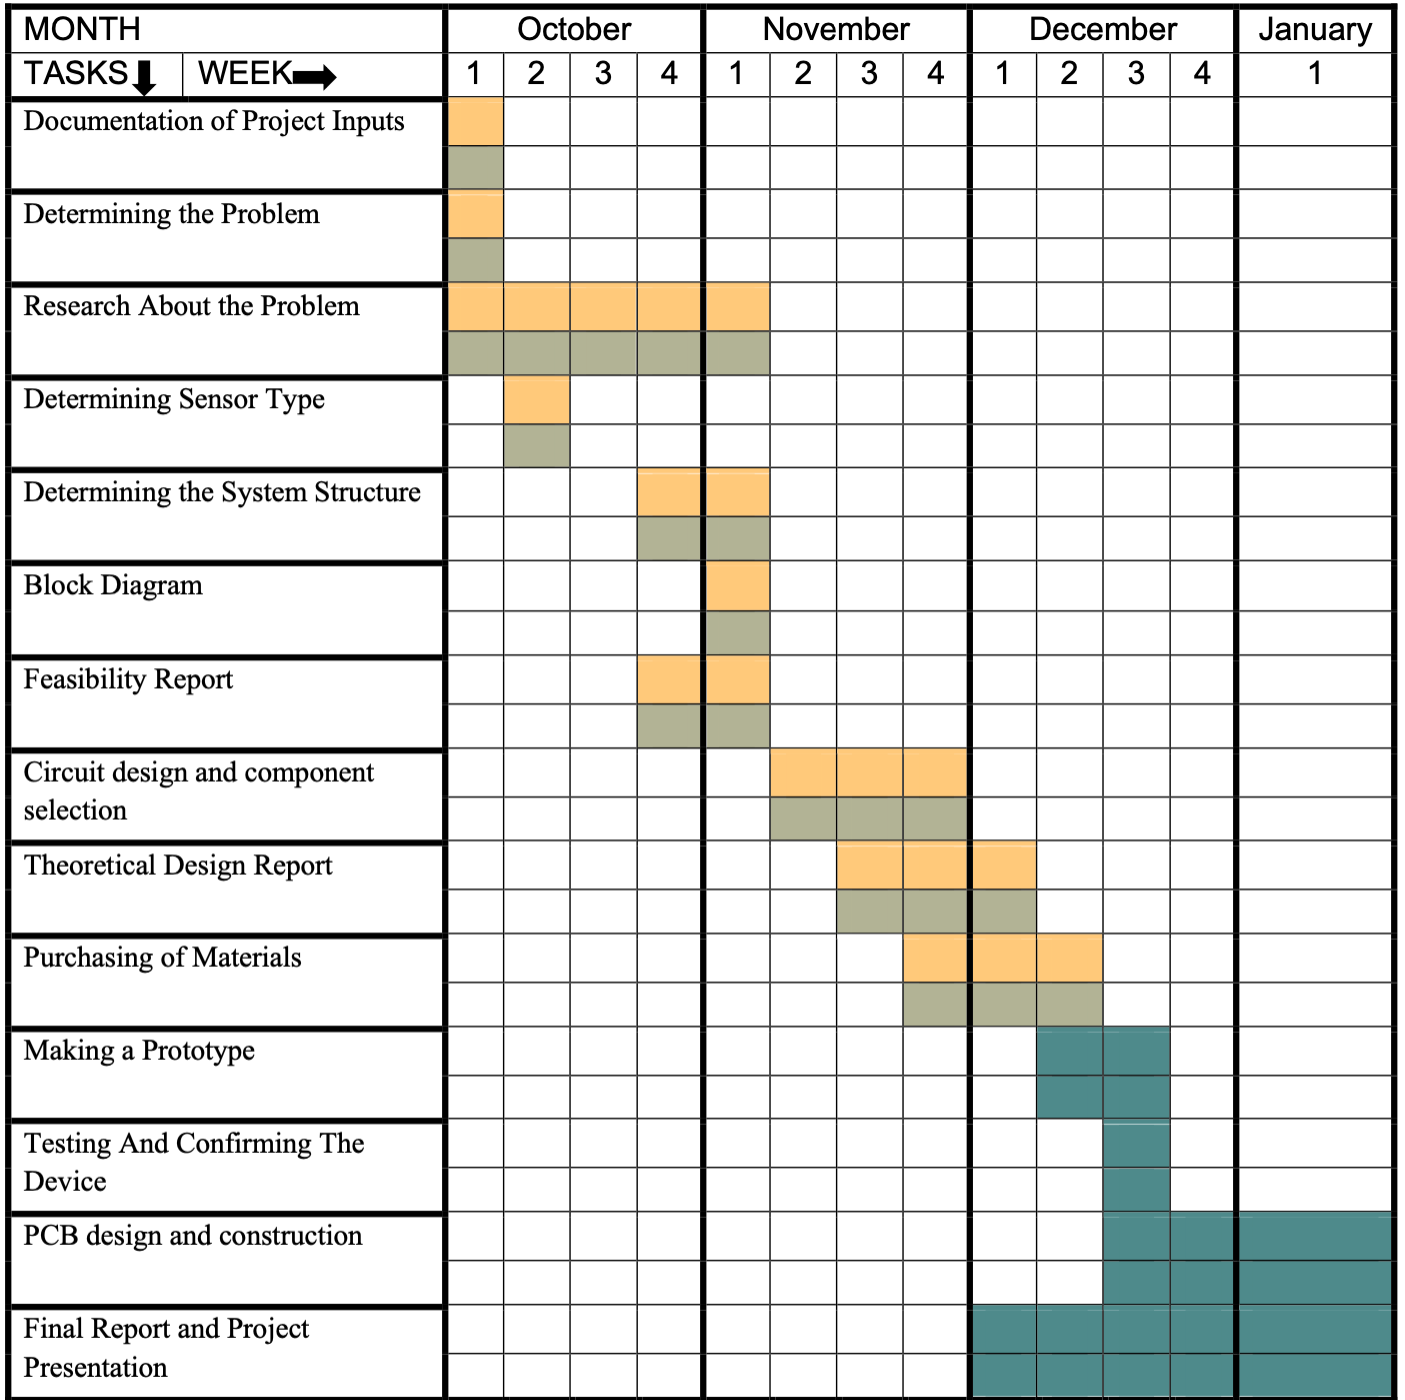 MONTH October November December January
TASKS WEEK 1 2 3 4 1 2 3 4 1 2 3 4 1
Documentation of Project Inputs
Determining the Problem
Research About the Problem
Determining Sensor Type
Determining the System Structure
Block Diagram
Feasibility Report
Circuit design and component
selection
Theoretical Design Report
Purchasing of Materials
Making a Prototype
Testing And Confirming The
Device
PCB design and construction
Final Report and Project
Presentation